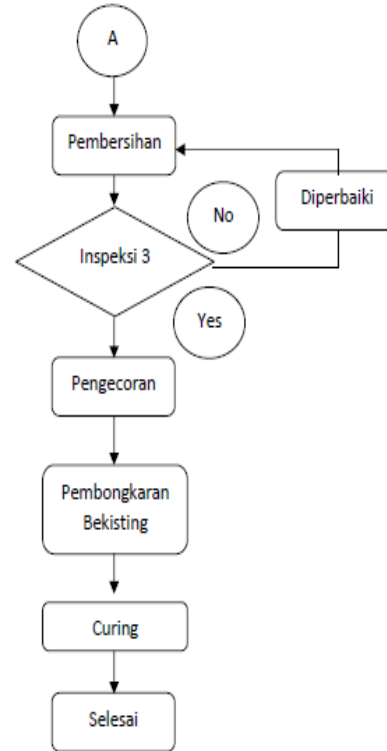 A
Pembersihan
No
Diperbaiki
Inspeksi 3
Yes
Pengecoran
Pembongkaran
Bekisting
Curing
Selesai